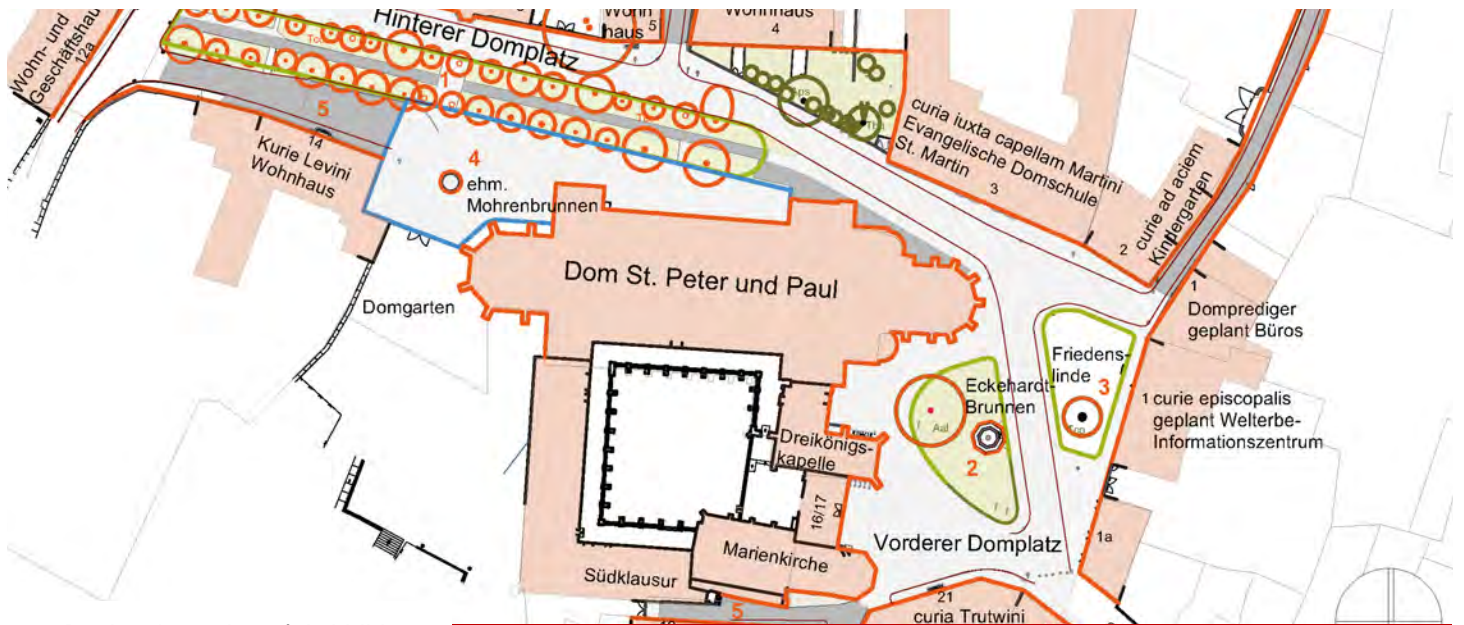 Wohn- und
Geschäftshaus
12a
Hinterer Domplatz
Wohn
haus
5
Wohnhaus
4
1
5
14
Kurie Levini
Wohnhaus
4
ehm.
Mohrenbrunnen
Aps
curia iuxta capellam Martini
Evangelische Domschule
St. Martin
3
2
curie ad aciem
Kindergarten
Dom St. Peter und Paul
Domgarten
1
Domprediger
geplant Büros
Friedens-
linde
3
Eckehardt-
Brunnen
2
1 curie episcopalis
geplant Welterbe-
Informationszentrum
Dreikönigs-
kapelle
16/17
Marienkirche
Südklausur
Vorderer Domplatz
1a
5
21
curia Trutwini